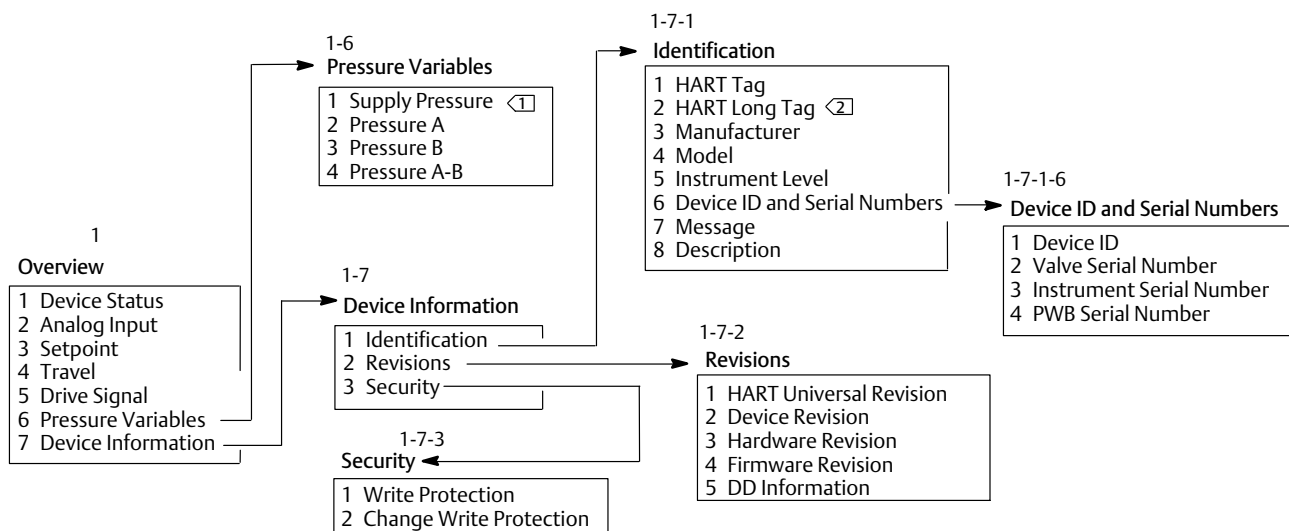 1-6
Pressure Variables
1 Supply Pressure 1
2 Pressure A
3 Pressure B
4 Pressure A-B
1-7-1
Identification
1 HART Tag
2 HART Long Tag 2
3 Manufacturer
4 Model
5 Instrument Level
6 Device ID and Serial Numbers
7 Message
8 Description
1-7-1-6
Device ID and Serial Numbers
1 Device ID
2 Valve Serial Number
3 Instrument Serial Number
4 PWB Serial Number
1
Overview
1 Device Status
2 Analog Input
3 Setpoint
4 Travel
5 Drive Signal
6 Pressure Variables
7 Device Information
1-7
Device Information
1 Identification
2 Revisions
3 Security
1-7-2
Revisions
1 HART Universal Revision
2 Device Revision
3 Hardware Revision
4 Firmware Revision
5 DD Information
1-7-3
Security
1 Write Protection
2 Change Write Protection